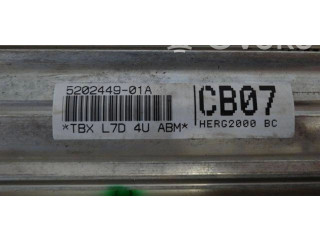 5202449-01A
*TBX L7D 4U ABM*
CB07
HERG2000 BC